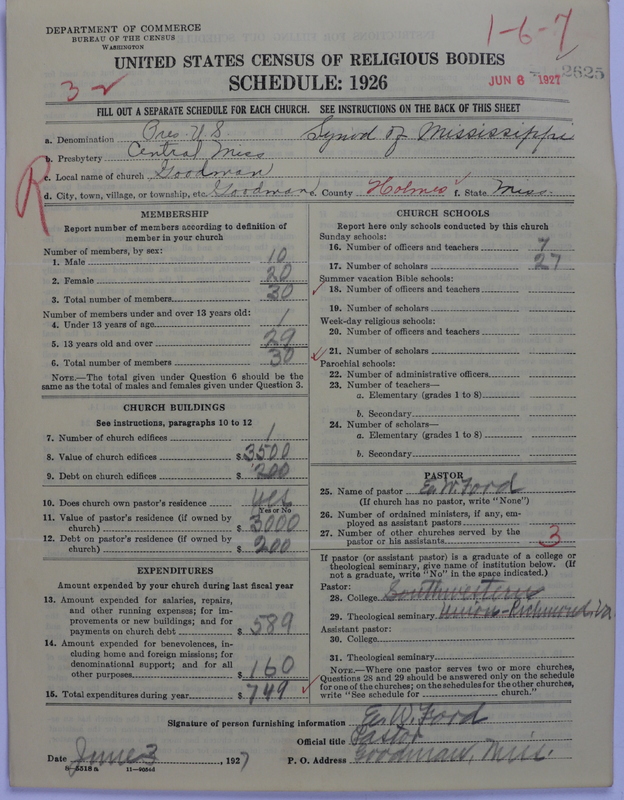 DEPARTMENT OF COMMERCE
BUREAU OF THE CENSUS
WASHINGTON
1-6-7
UNITED STATES CENSUS OF RELIGIOUS BODIES
SCHEDULE: 1926
3 2
JUN 8 1927
2625
FILL OUT A SEPARATE SCHEDULE FOR EACH CHURCH. SEE INSTRUCTIONS ON THE BACK OF THIS SHEET
a. Denomination Pres. U.S. Synod of Mississippi
b. Presbytery Central Miss
c. Local name of church Goodman
d. City, town, village, or township, etc. Goodman e. County Holmes f. State Miss.
R
MEMBERSHIP
Report number of members according to definition of member in your church
Number of members, by sex:
1. Male 10
2. Female 20
3. Total number of members 30
Number of members under and over 13 years old:
4. Under 13 years of age 1
5. 13 years old and over 29
6. Total number of members 30
NOTE.—The total given under Question 6 should be the
same as the total of males and females given under Question 3.
CHURCH BUILDINGS
See instructions, paragraphs 10 to 12
7. Number of church edifices 1
8. Value of church edifices $3500
9. Debt on church edifices $200
10. Does church own pastor's residence yes
Yes or No
11. Value of pastor's residence (if owned by
church) $3000
12. Debt on pastor's residence (if owned by
church) $200
EXPENDITURES
Amount expended by your church during last fiscal year
13. Amount expended for salaries, repairs,
and other running expenses; for im-
provements or new buildings; and for
payments on church debt $589
14. Amount expended for benevolences, in-
cluding home and foreign missions; for
denominational support; and for all
other purposes $160
15. Total expenditures during year $749
CHURCH SCHOOLS
Report here only schools conducted by this church
Sunday schools:
16. Number of officers and teachers 7
17. Number of scholars 27
Summer vacation Bible schools:
18. Number of officers and teachers
19. Number of scholars
Week-day religious schools:
20. Number of officers and teachers
21. Number of scholars
Parochial schools:
22. Number of administrative officers
23. Number of teachers—
a. Elementary (grades 1 to 8)
b. Secondary
24. Number of scholars—
a. Elementary (grades 1 to 8)
b. Secondary
PASTOR
25. Name of pastor E. W. Ford
(If church has no pastor, write "None")
26. Number of ordained ministers, if any, em-
ployed as assistant pastors
27. Number of other churches served by the
pastor or his assistants 3
If pastor (or assistant pastor) is a graduate of a college or
theological seminary, give name of institution below. (If
not a graduate, write "No" in the space indicated.)
Pastor:
28. College Southwestern
29. Theological seminary Union-Richmond, Va
Assistant pastor:
30. College
31. Theological seminary
NOTE.—Where one pastor serves two or more churches,
Questions 28 and 29 should be answered only on the schedule
for one of the churches; on the schedules for the other churches,
write "See schedule for church."
Signature of person furnishing information E. W. Ford
Official title Pastor
Date June 3, 1927 P. O. Address Goodman, Miss.
11—9054d